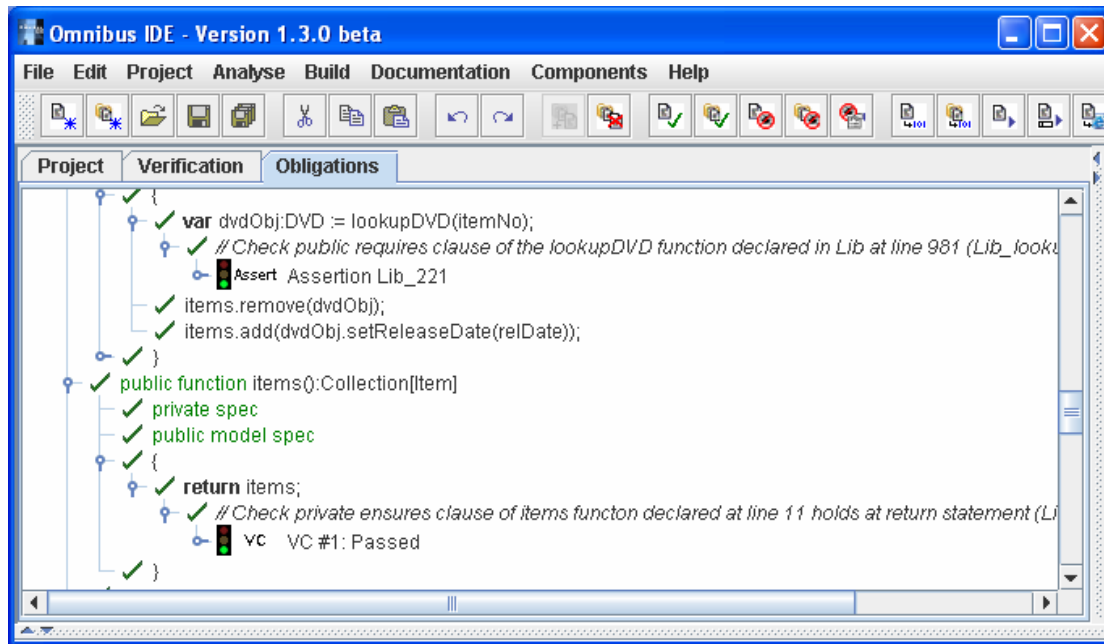 Omnibus IDE - Version 1.3.0 beta
File Edit Project Analyse Build Documentation Components Help
Project Verification Obligations
{
var dvdObj:DVD := lookupDVD(itemNo);
// Check public requires clause of the lookupDVD function declared in Lib at line 981 (Lib_looku
Assert Assertion Lib_221
items.remove(dvdObj);
items.add(dvdObj.setReleaseDate(relDate));
}
public function items():Collection[Item]
private spec
public model spec
{
return items;
// Check private ensures clause of items functon declared at line 11 holds at return statement (Li
VC VC #1: Passed
}